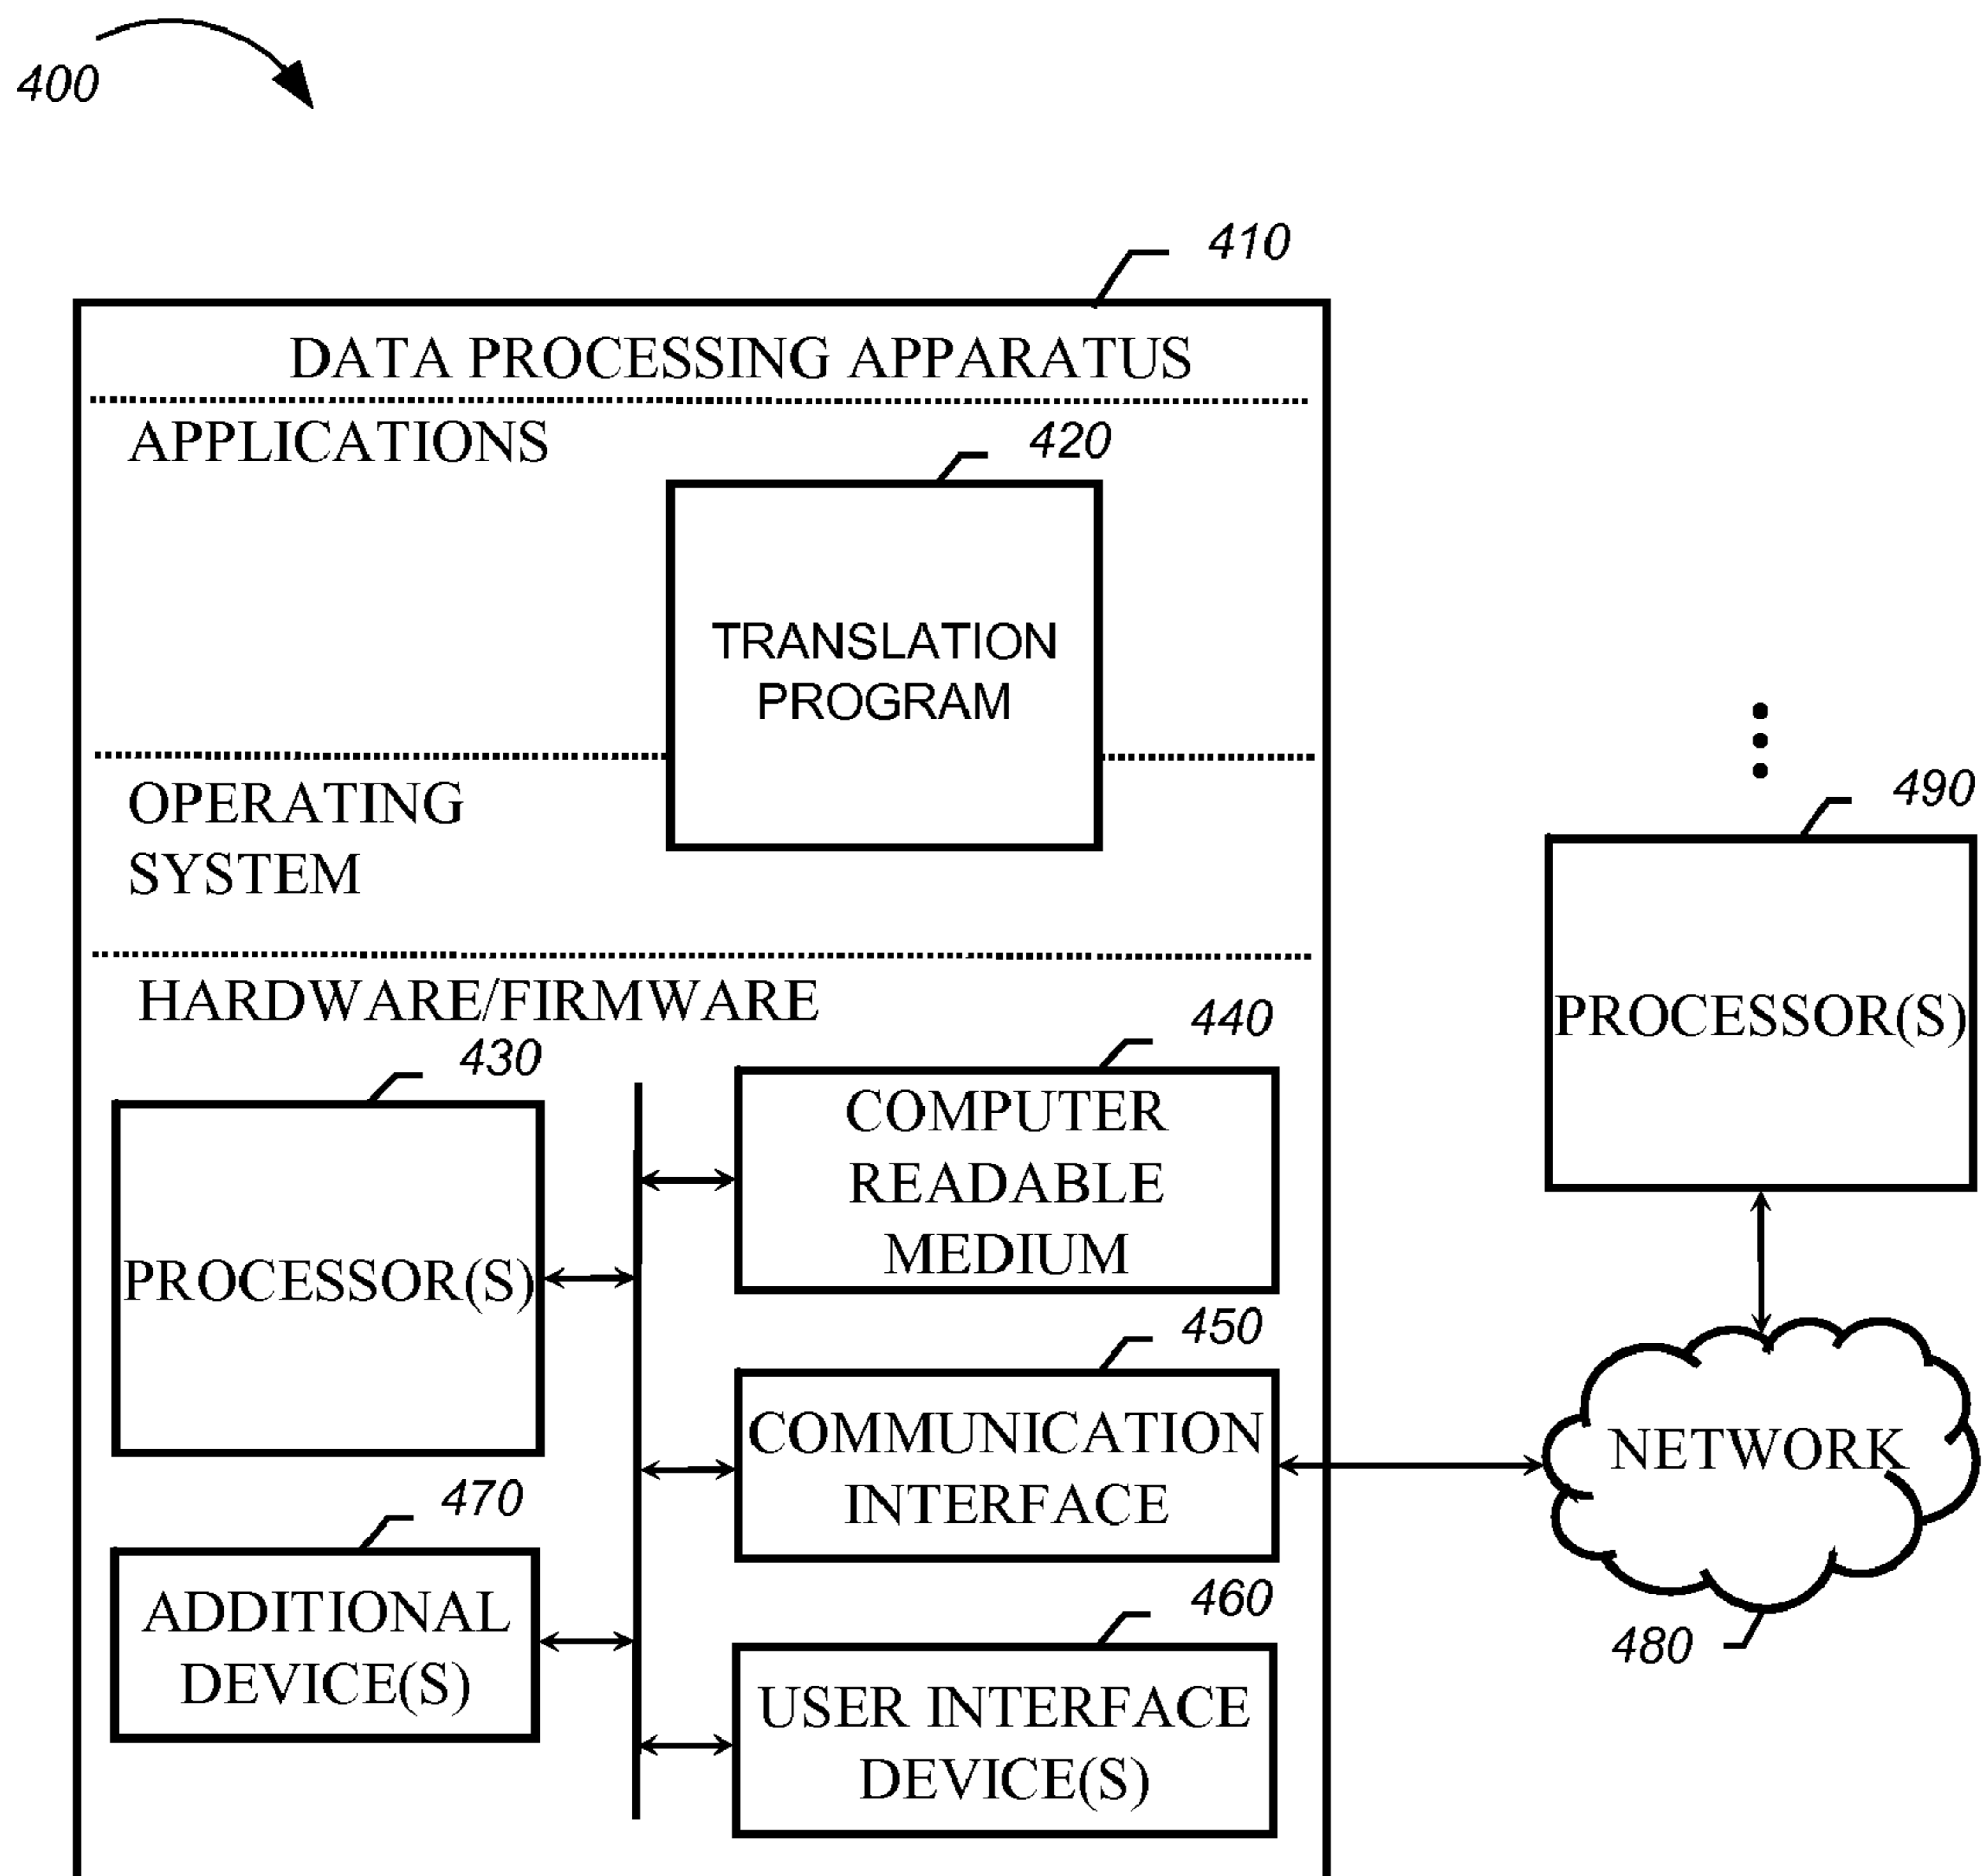 400
410
DATA PROCESSING APPARATUS
APPLICATIONS
420
TRANSLATION
PROGRAM
OPERATING
SYSTEM
490
PROCESSOR(S)
HARDWARE/FIRMWARE
430
PROCESSOR(S)
440
COMPUTER
READABLE
MEDIUM
450
COMMUNICATION
INTERFACE
NETWORK
480
470
ADDITIONAL
DEVICE(S)
460
USER INTERFACE
DEVICE(S)